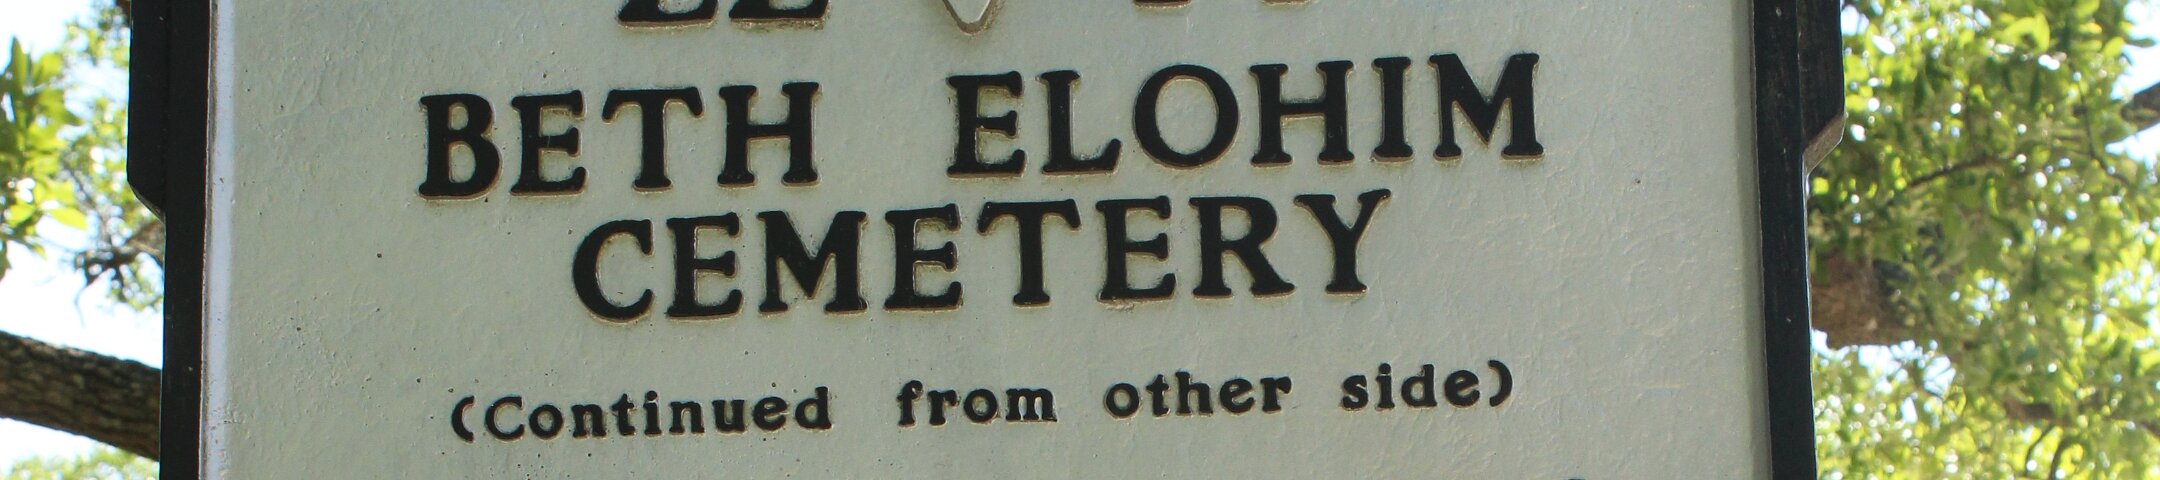 BETH ELOHIM
CEMETERY
(Continued from other side)